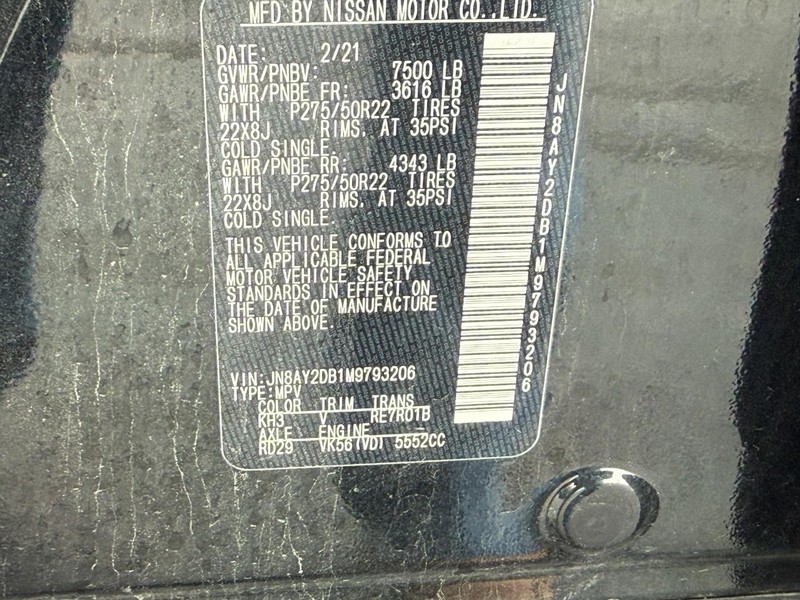 MFD BY NISSAN MOTOR CO.,LTD.
DATE: 2/21
GVWR/PNBV: 7500 LB
GAWR/PNBE FR: 3616 LB
WITH P275/50R22 TIRES
22X8J RIMS. AT 35PSI
COLD SINGLE.
GAWR/PNBE RR: 4343 LB
WITH P275/50R22 TIRES
22X8J RIMS. AT 35PSI
COLD SINGLE.
THIS VEHICLE CONFORMS TO
ALL APPLICABLE FEDERAL
MOTOR VEHICLE SAFETY
STANDARDS IN EFFECT ON
THE DATE OF MANUFACTURE
SHOWN ABOVE.
VIN:JN8AY2DB1M9793206
TYPE:MPV
COLOR TRIM TRANS
KH3 V RE7R01B
AXLE ENGINE
RD29 VK56(VD) 5552CC
JN8AY2DB1M9793206